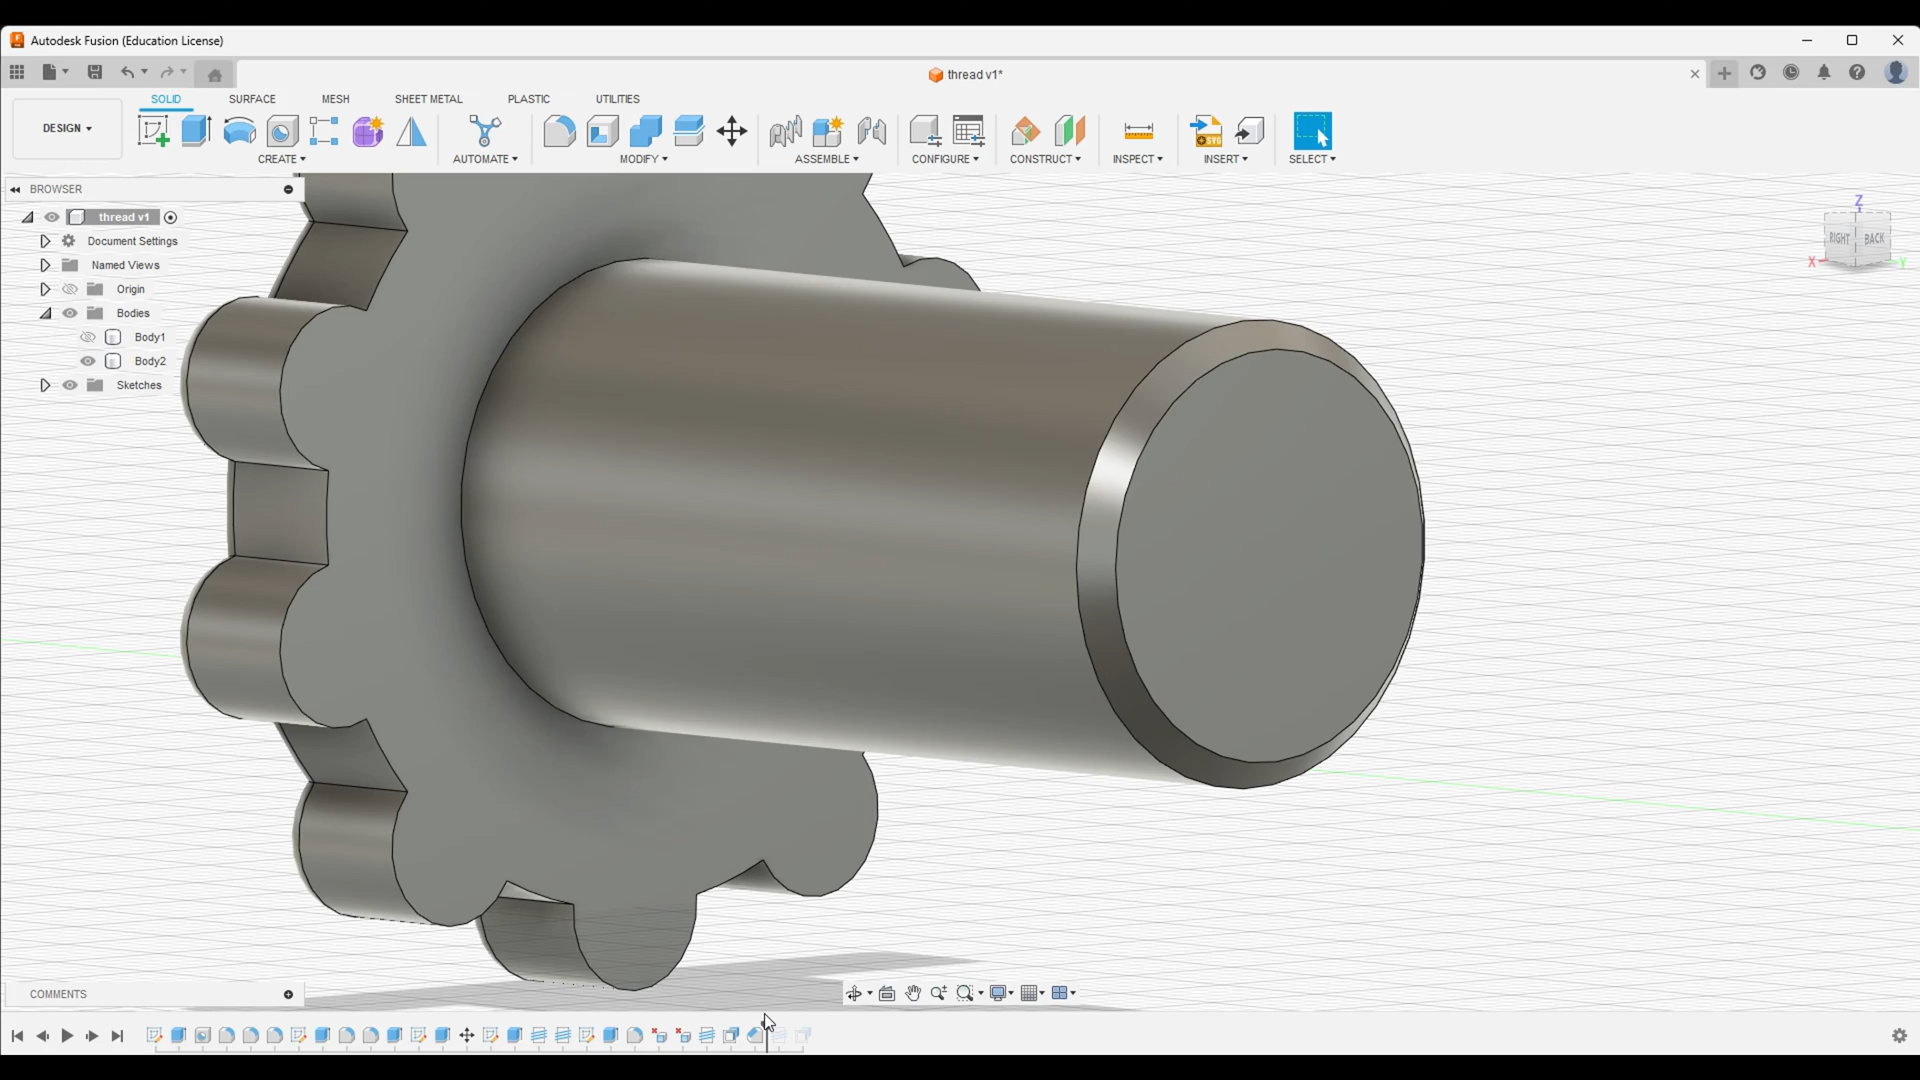 Autodesk Fusion (Education License)
thread v1*
SOLID SURFACE MESH SHEET METAL PLASTIC UTILITIES
DESIGN
CREATE AUTOMATE MODIFY ASSEMBLE CONFIGURE CONSTRUCT INSPECT INSERT SELECT
BROWSER
thread v1
Document Settings
Named Views
Origin
Bodies
Body1
Body2
Sketches
Z
RIGHT BACK
X Y
COMMENTS